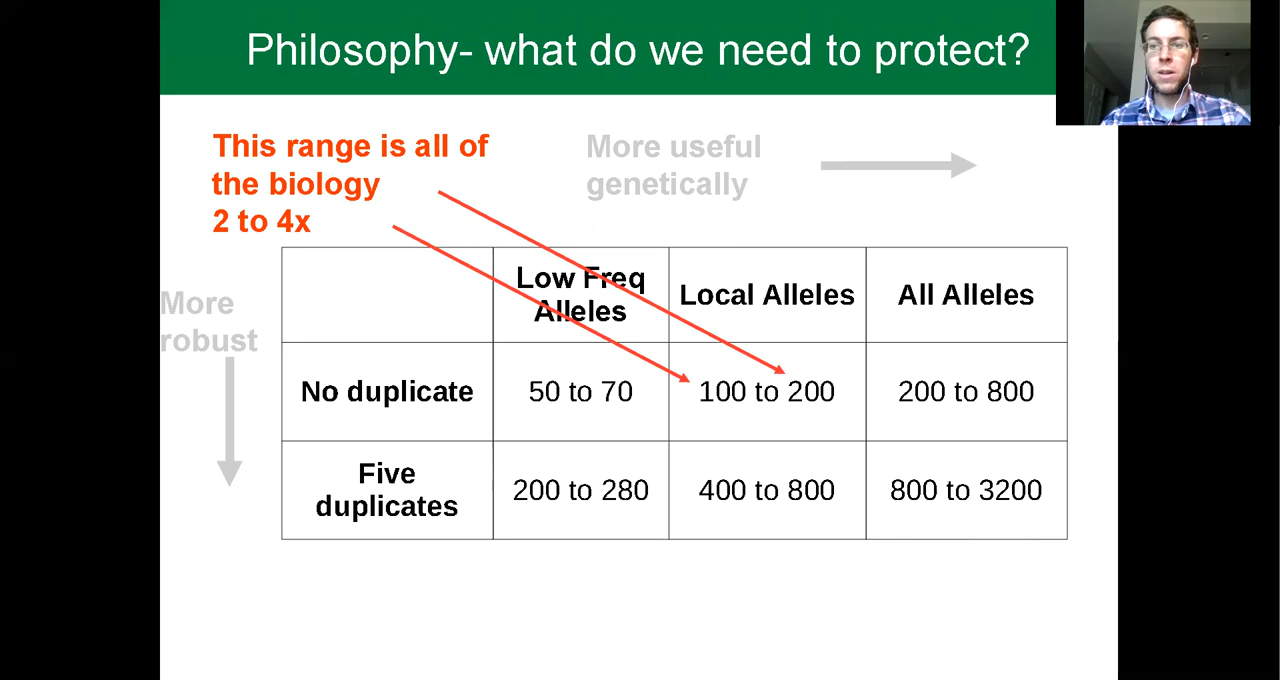 Philosophy- what do we need to protect?
This range is all of
the biology
2 to 4x
More useful
genetically
More
robust
Low Freq
Alleles
Local Alleles
All Alleles
No duplicate
50 to 70
100 to 200
200 to 800
Five
duplicates
200 to 280
400 to 800
800 to 3200